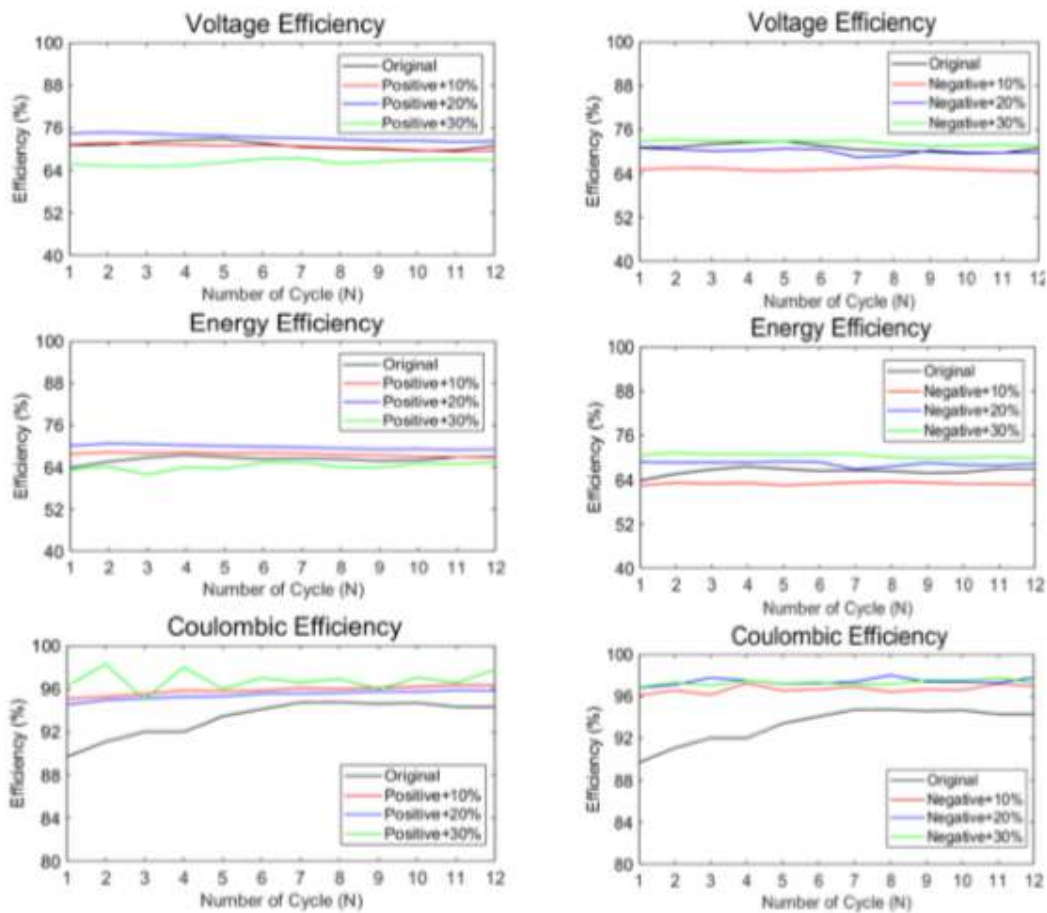 Voltage Efficiency
Efficiency (%)
100
88
76
64
52
40
Original
Positive+10%
Positive+20%
Positive+30%
1 2 3 4 5 6 7 8 9 10 11 12
Number of Cycle (N)
Voltage Efficiency
Efficiency (%)
100
88
76
64
52
40
Original
Negative+10%
Negative+20%
Negative+30%
1 2 3 4 5 6 7 8 9 10 11 12
Number of Cycle (N)
Energy Efficiency
Efficiency (%)
100
88
76
64
52
40
Original
Positive+10%
Positive+20%
Positive+30%
1 2 3 4 5 6 7 8 9 10 11 12
Number of Cycle (N)
Energy Efficiency
Efficiency (%)
100
88
76
64
52
40
Original
Negative+10%
Negative+20%
Negative+30%
1 2 3 4 5 6 7 8 9 10 11 12
Number of Cycle (N)
Coulombic Efficiency
Efficiency (%)
100
96
92
88
84
80
Original
Positive+10%
Positive+20%
Positive+30%
1 2 3 4 5 6 7 8 9 10 11 12
Number of Cycle (N)
Coulombic Efficiency
Efficiency (%)
100
96
92
88
84
80
Original
Negative+10%
Negative+20%
Negative+30%
1 2 3 4 5 6 7 8 9 10 11 12
Number of Cycle (N)